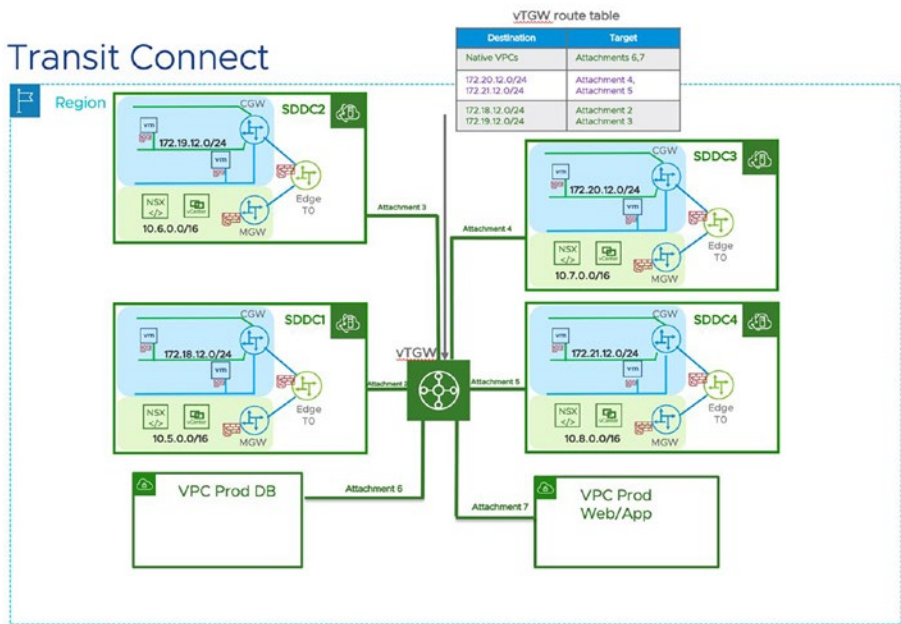 Transit Connect
vTGW route table
Destination Target
Native VPCs Attachments 6,7
172.20.12.0/24 Attachment 4,
172.21.12.0/24 Attachment 5
172.18.12.0/24 Attachment 2
172.19.12.0/24 Attachment 3
Region
SDDC2
CGW
vm
172.19.12.0/24
vm
NSX
</>
vCenter
10.6.0.0/16
MGW
Edge
T0
Attachment 3
SDDC3
CGW
vm
172.20.12.0/24
vm
NSX
</>
vCenter
10.7.0.0/16
MGW
Edge
T0
Attachment 4
SDDC1
CGW
vm
172.18.12.0/24
vm
NSX
</>
vCenter
10.5.0.0/16
MGW
Edge
T0
Attachment 2
vTGW
Attachment 5
SDDC4
CGW
vm
172.21.12.0/24
vm
NSX
</>
vCenter
10.8.0.0/16
MGW
Edge
T0
VPC Prod DB
Attachment 6
Attachment 7
VPC Prod
Web/App